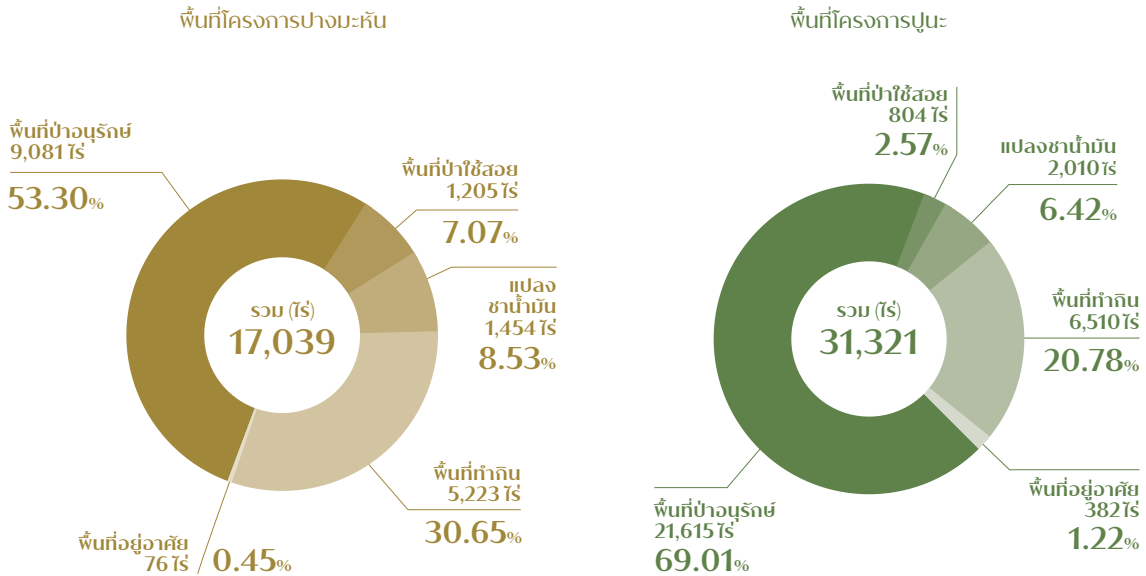 พื้นที่โครงการปางมะหัน
พื้นที่ป่าอนุรักษ์
9,081 ไร่
53.30%
พื้นที่ป่าใช้สอย
1,205 ไร่
7.07%
แปลง
ชาน้ำมัน
1,454 ไร่
8.53%
รวม (ไร่)
17,039
พื้นที่ทำกิน
5,223 ไร่
30.65%
พื้นที่อยู่อาศัย
76 ไร่
0.45%
พื้นที่โครงการปูนะ
พื้นที่ป่าใช้สอย
804 ไร่
2.57%
แปลงชาน้ำมัน
2,010 ไร่
6.42%
รวม (ไร่)
31,321
พื้นที่ทำกิน
6,510 ไร่
20.78%
พื้นที่อยู่อาศัย
382 ไร่
1.22%
พื้นที่ป่าอนุรักษ์
21,615 ไร่
69.01%